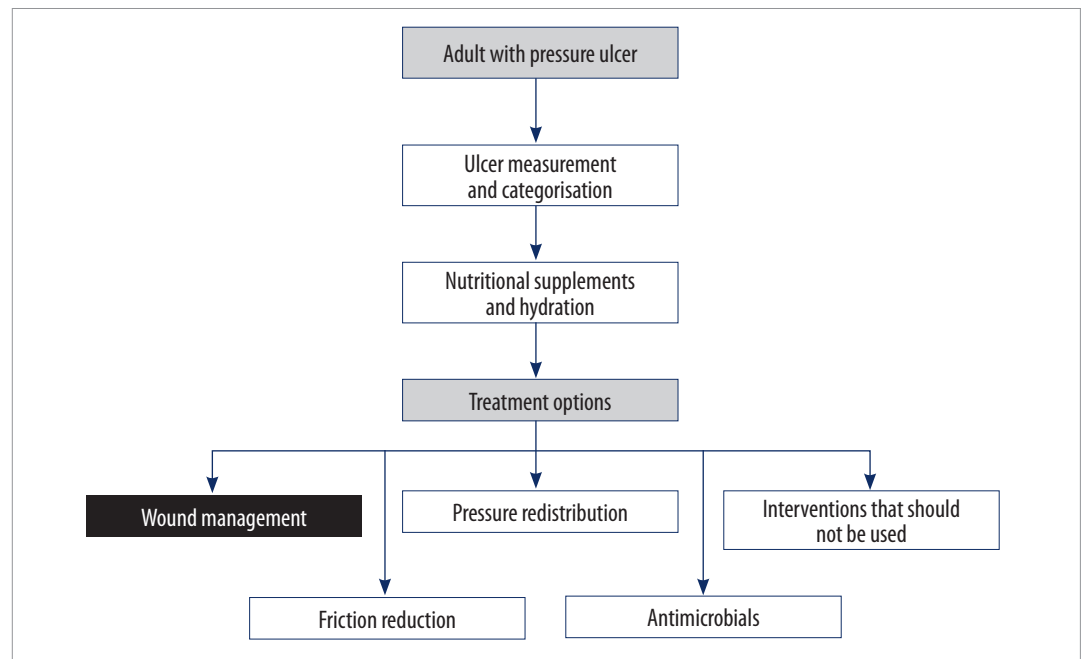 Adult with pressure ulcer
Ulcer measurement
and categorisation
Nutritional supplements
and hydration
Treatment options
Wound management
Pressure redistribution
Interventions that should
not be used
Friction reduction
Antimicrobials